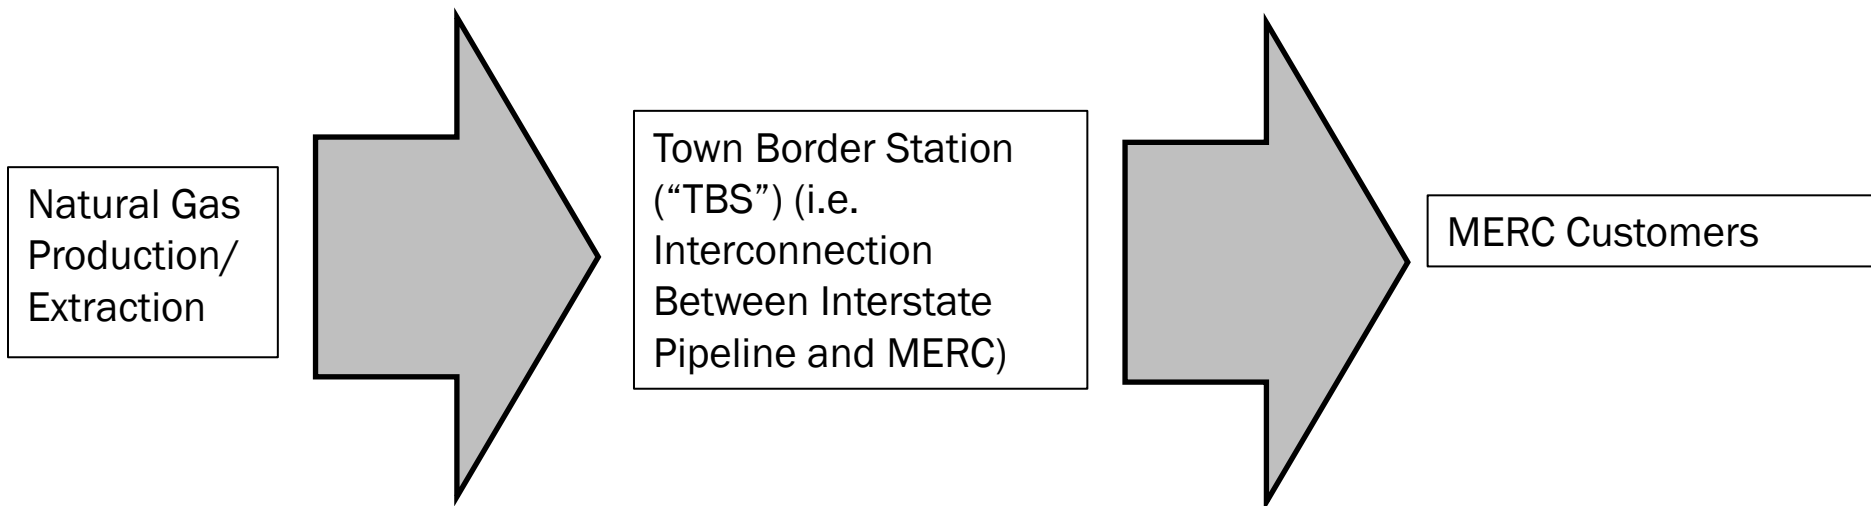 Natural Gas
Production/
Extraction
Town Border Station
(“TBS”) (i.e.
Interconnection
Between Interstate
Pipeline and MERC)
MERC Customers